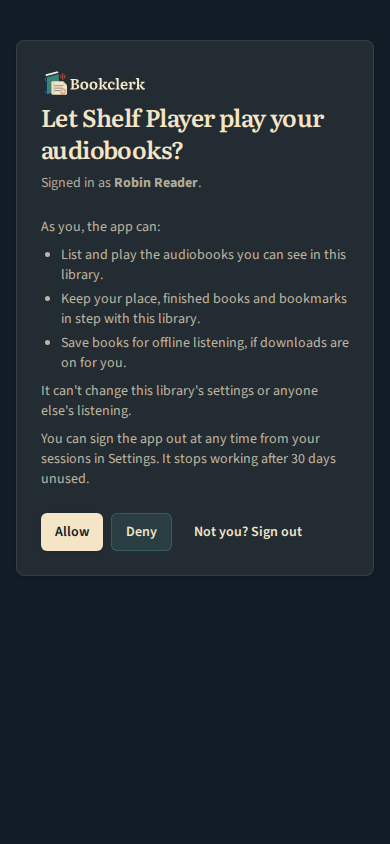 Bookclerk
Let Shelf Player play your
audiobooks?
Signed in as Robin Reader.
As you, the app can:
List and play the audiobooks you can see in this
library.
Keep your place, finished books and bookmarks
in step with this library.
Save books for offline listening, if downloads are
on for you.
It can't change this library's settings or anyone
else's listening.
You can sign the app out at any time from your
sessions in Settings. It stops working after 30 days
unused.
Allow Deny Not you? Sign out